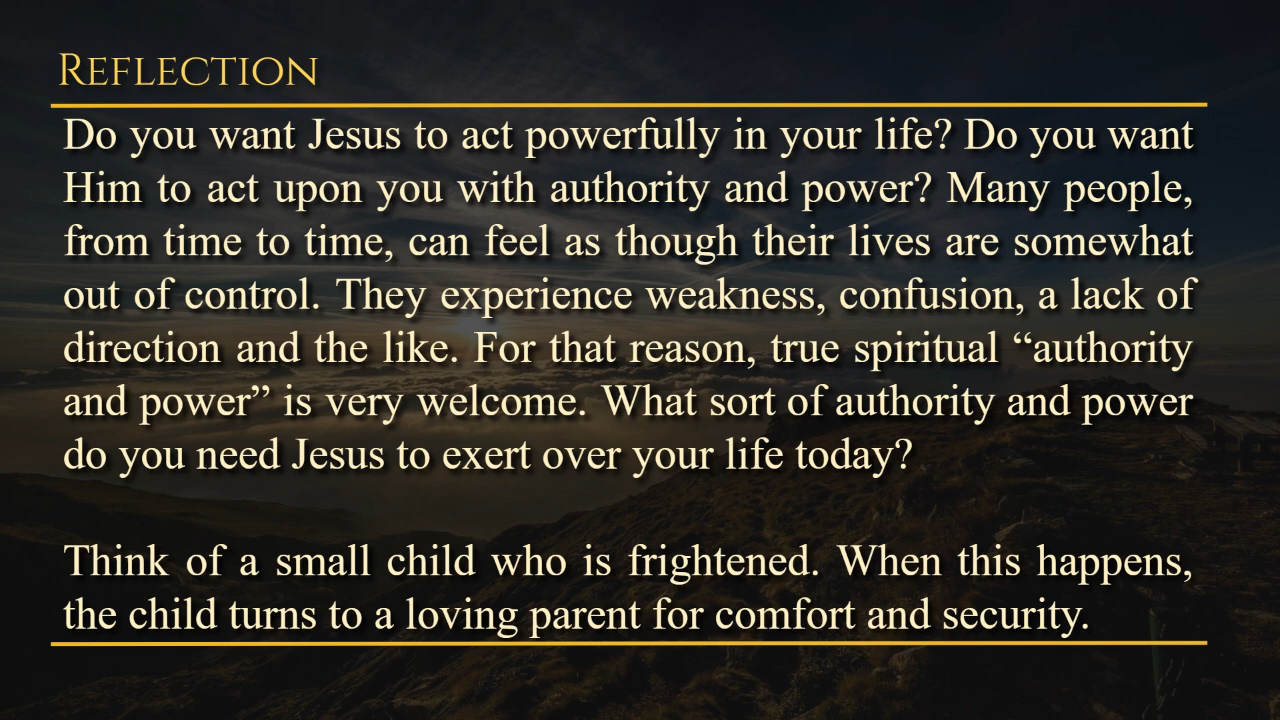 REFLECTION
Do you want Jesus to act powerfully in your life? Do you want
Him to act upon you with authority and power? Many people,
from time to time, can feel as though their lives are somewhat
out of control. They experience weakness, confusion, a lack of
direction and the like. For that reason, true spiritual “authority
and power” is very welcome. What sort of authority and power
do you need Jesus to exert over your life today?
Think of a small child who is frightened. When this happens,
the child turns to a loving parent for comfort and security.